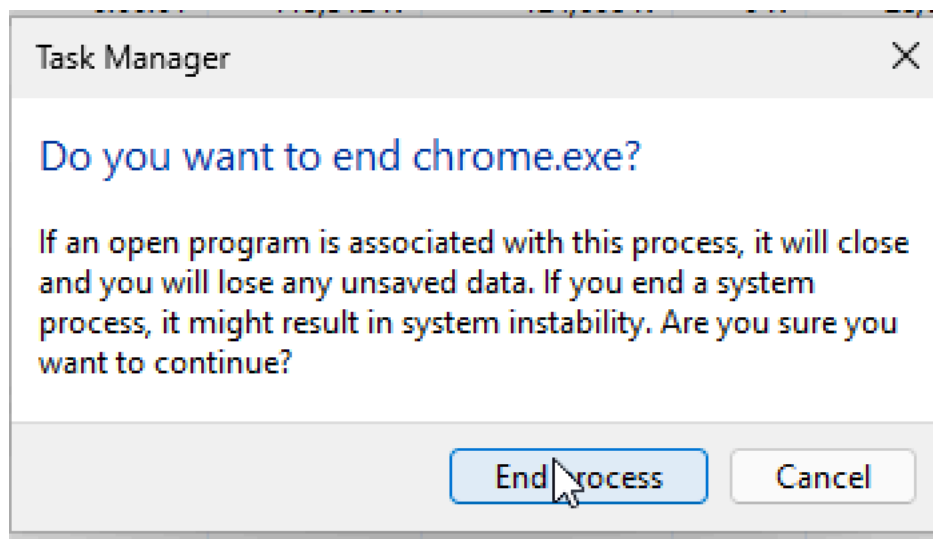 Task Manager
Do you want to end chrome.exe?
If an open program is associated with this process, it will close
and you will lose any unsaved data. If you end a system
process, it might result in system instability. Are you sure you
want to continue?
End Process
Cancel